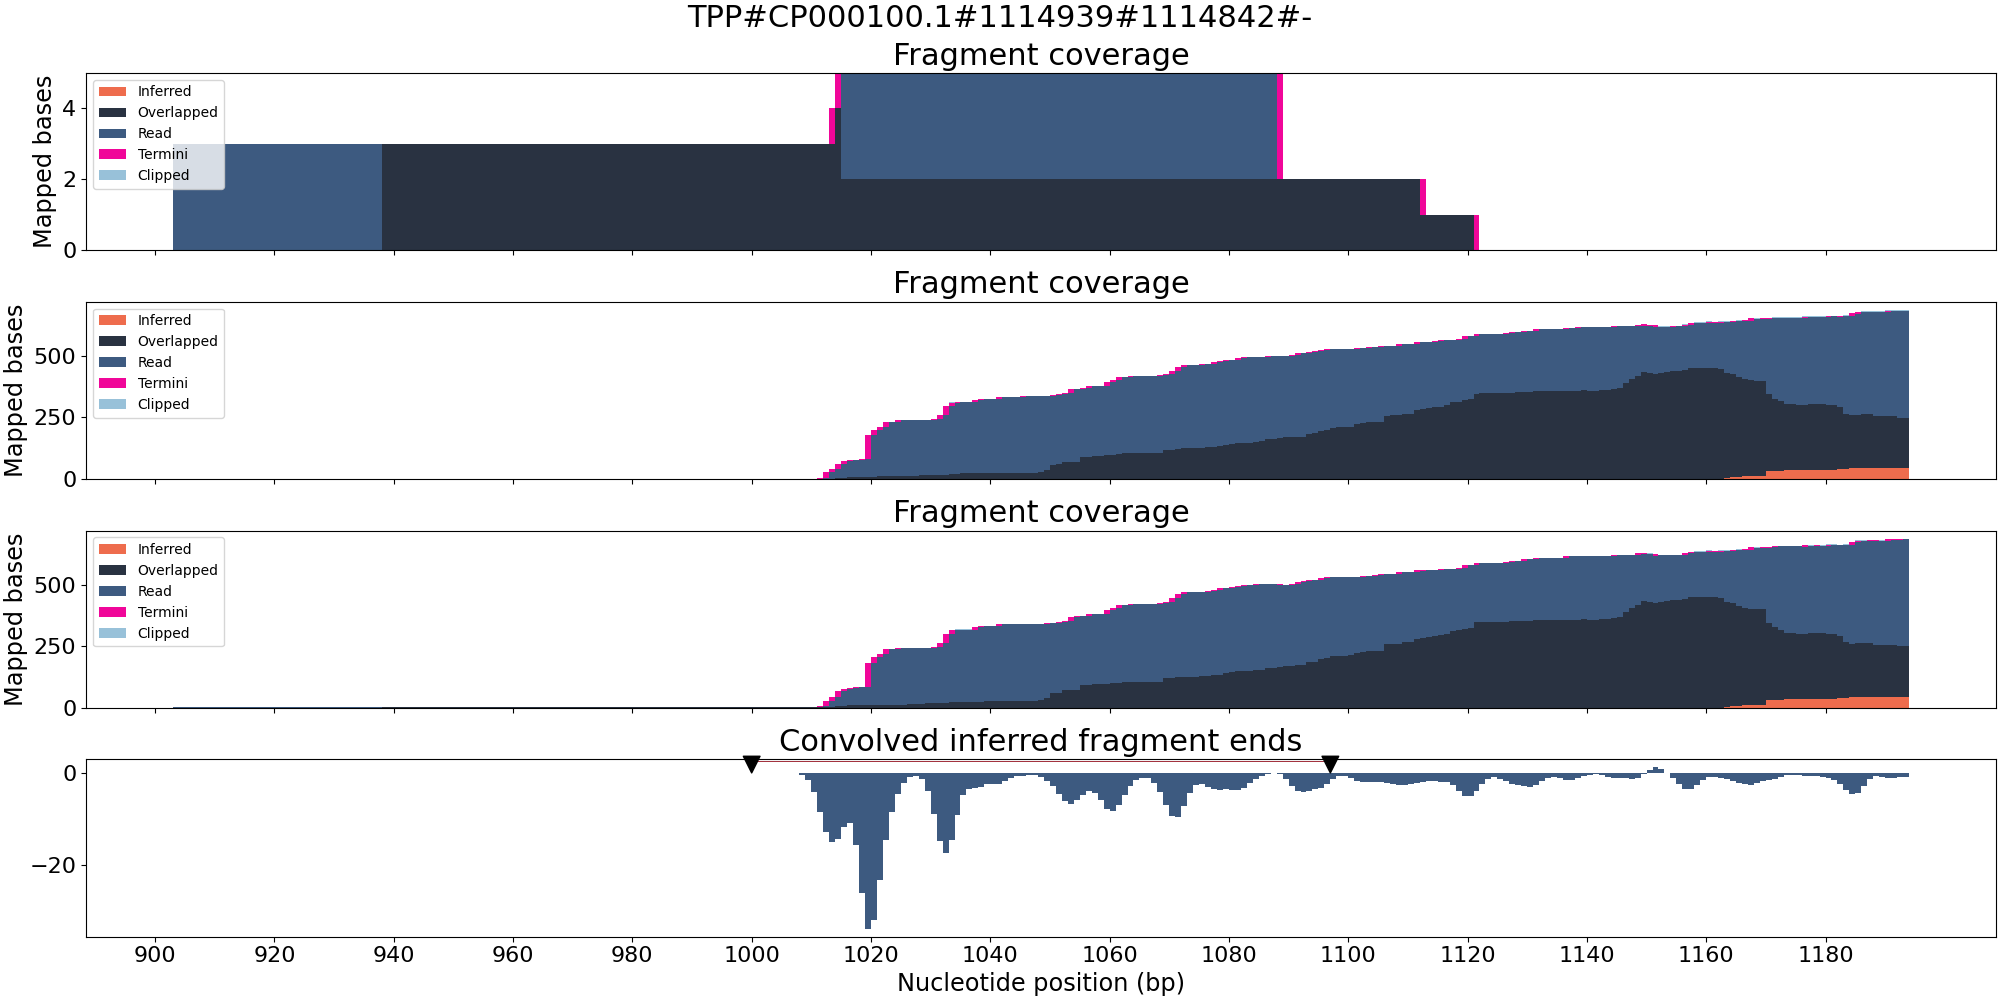 TPP#CP000100.1#1114939#1114842#-
Fragment coverage
Mapped bases
4
2
0
Inferred
Overlapped
Read
Termini
Clipped
Fragment coverage
Mapped bases
500
250
0
Inferred
Overlapped
Read
Termini
Clipped
Fragment coverage
Mapped bases
500
250
0
Inferred
Overlapped
Read
Termini
Clipped
Convolved inferred fragment ends
0
−20
900 920 940 960 980 1000 1020 1040 1060 1080 1100 1120 1140 1160 1180
Nucleotide position (bp)